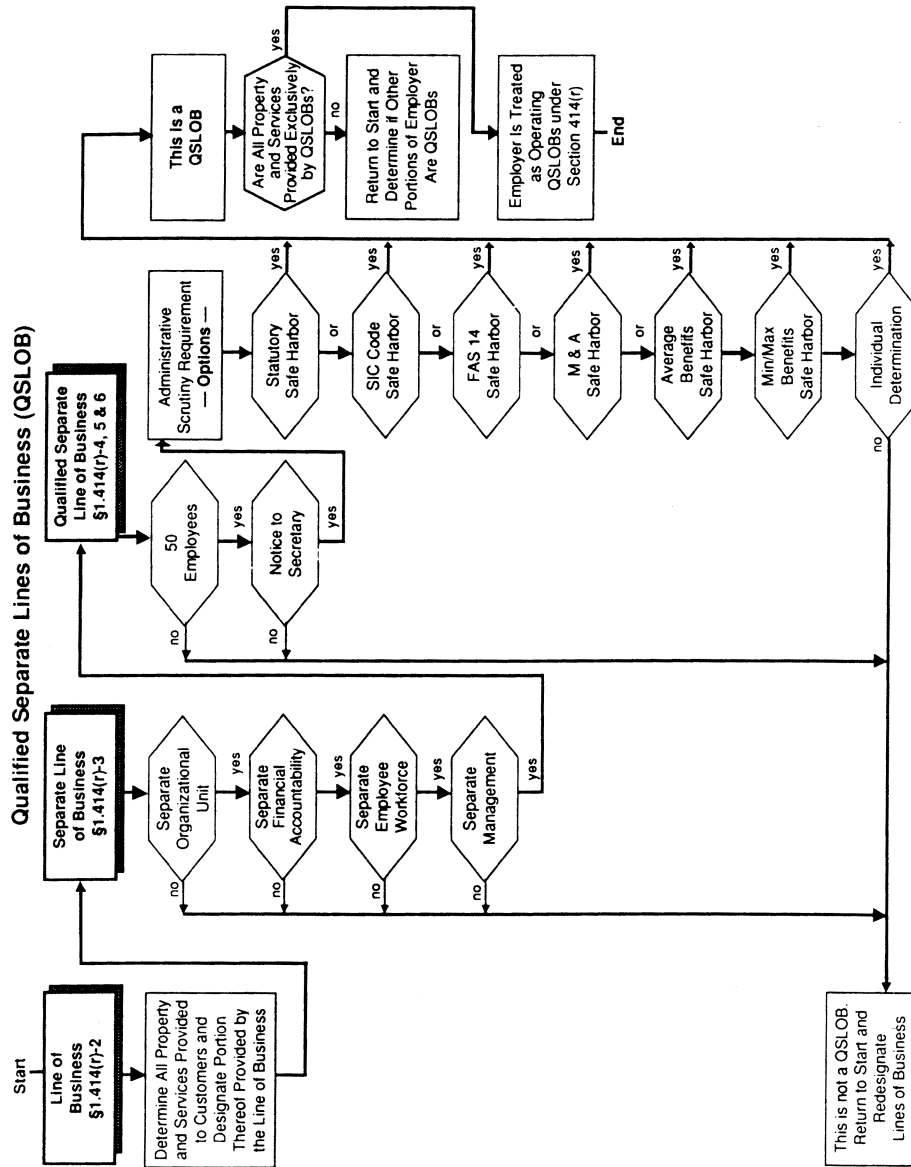 Qualified Separate Lines of Business (QSLOB)
Start
Line of
Business
§1.414(r)-2
Determine All Property
and Services Provided
to Customers and
Designate Portion
Thereof Provided by
the Line of Business
Separate Line
of Business
§1.414(r)-3
Separate
Organizational
Unit
no
yes
Separate
Financial
Accountability
no
yes
Separate
Employee
Workforce
no
yes
Separate
Management
no
yes
Qualified Separate
Line of Business
§1.414(r)-4, 5 & 6
50
Employees
no
yes
Notice to
Secretary
no
yes
Administrative
Scrutiny Requirement
— Options —
Statutory
Safe Harbor
yes
or
SIC Code
Safe Harbor
yes
or
FAS 14
Safe Harbor
yes
or
M & A
Safe Harbor
yes
or
Average
Benefits
Safe Harbor
yes
Min/Max
Benefits
Safe Harbor
yes
Individual
Determination
no
yes
This is a
QSLOB
Are All Property
and Services
Provided Exclusively
by QSLOBs?
yes
no
Return to Start and
Determine if Other
Portions of Employer
Are QSLOBs
Employer Is Treated
as Operating
QSLOBs under
Section 414(r)
End
This is not a QSLOB.
Return to Start and
Redesignate
Lines of Business